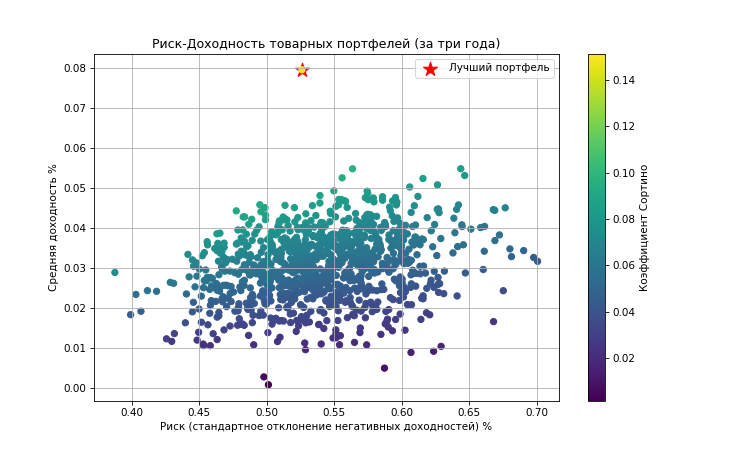 Риск-Доходность товарных портфелей (за три года)
Лучший портфель
Средняя доходность %
0.08
0.07
0.06
0.05
0.04
0.03
0.02
0.01
0.00
0.40 0.45 0.50 0.55 0.60 0.65 0.70
Риск (стандартное отклонение негативных доходностей) %
0.14
0.12
0.10
0.08
0.06
0.04
0.02
Коэффициент Сортино